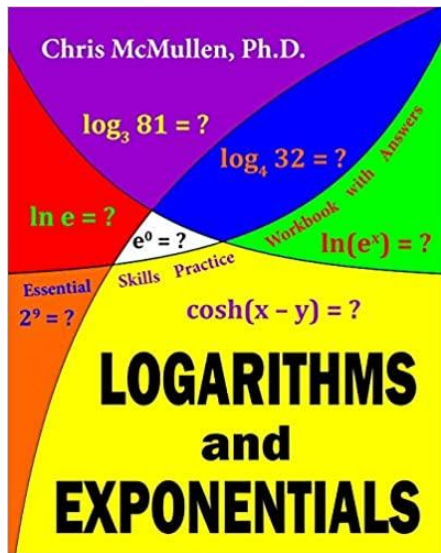 Chris McMullen, Ph.D.
log₃ 81 = ?
log₄ 32 = ?
ln e = ?
e⁰ = ?
ln(eˣ) = ?
Essential Skills Practice Workbook with Answers
2⁹ = ?
cosh(x – y) = ?
LOGARITHMS
and
EXPONENTIALS